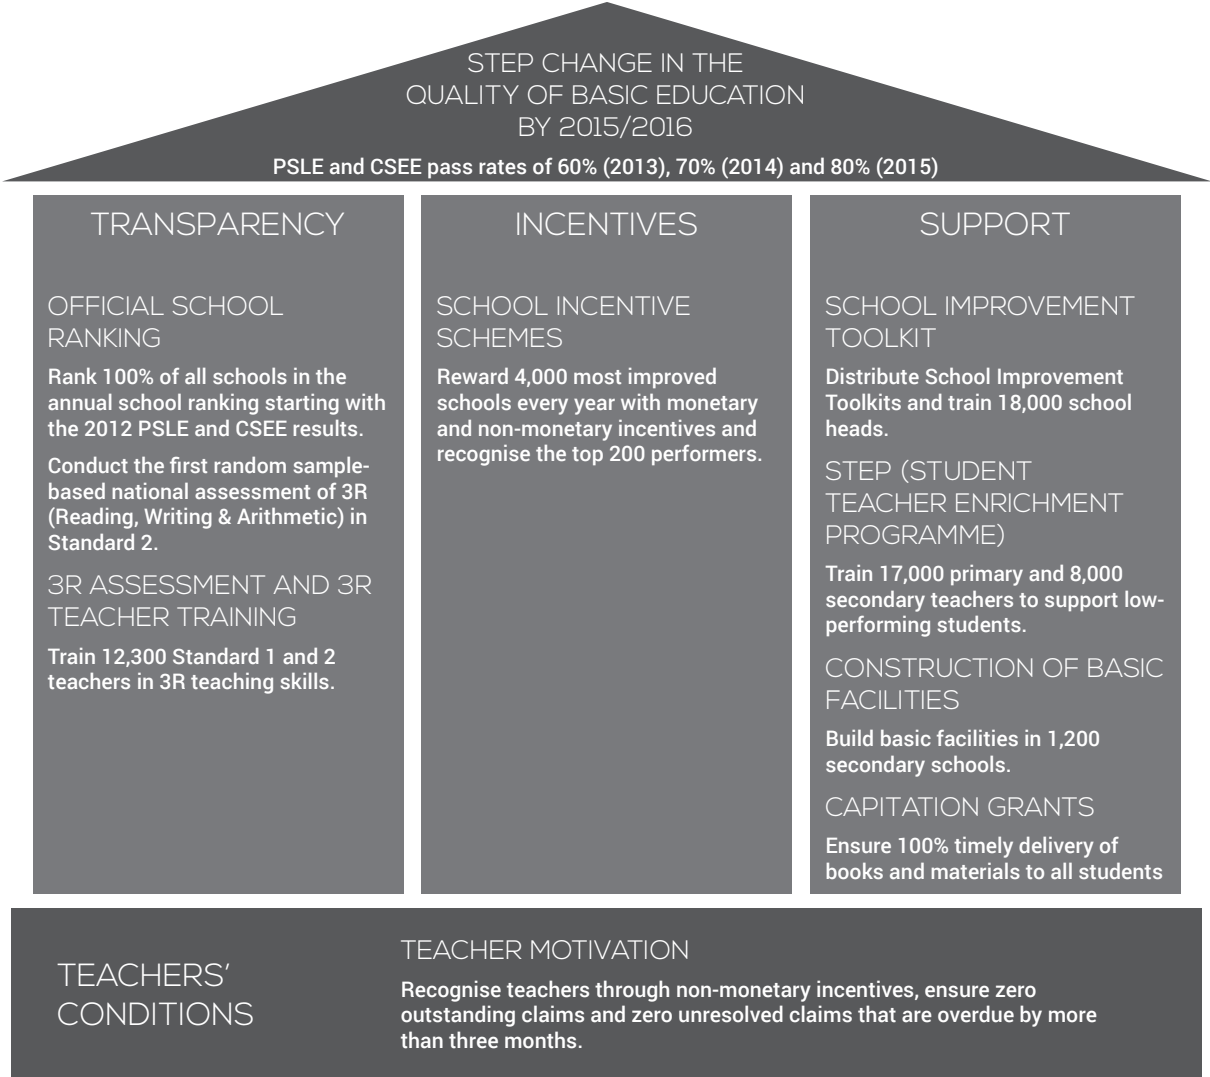 STEP CHANGE IN THE
QUALITY OF BASIC EDUCATION
BY 2015/2016
PSLE and CSEE pass rates of 60% (2013), 70% (2014) and 80% (2015)
TRANSPARENCY
OFFICIAL SCHOOL
RANKING
Rank 100% of all schools in the
annual school ranking starting with
the 2012 PSLE and CSEE results.
Conduct the first random sample-
based national assessment of 3R
(Reading, Writing & Arithmetic) in
Standard 2.
3R ASSESSMENT AND 3R
TEACHER TRAINING
Train 12,300 Standard 1 and 2
teachers in 3R teaching skills.
INCENTIVES
SCHOOL INCENTIVE
SCHEMES
Reward 4,000 most improved
schools every year with monetary
and non-monetary incentives and
recognise the top 200 performers.
SUPPORT
SCHOOL IMPROVEMENT
TOOLKIT
Distribute School Improvement
Toolkits and train 18,000 school
heads.
STEP (STUDENT
TEACHER ENRICHMENT
PROGRAMME)
Train 17,000 primary and 8,000
secondary teachers to support low-
performing students.
CONSTRUCTION OF BASIC
FACILITIES
Build basic facilities in 1,200
secondary schools.
CAPITATION GRANTS
Ensure 100% timely delivery of
books and materials to all students
TEACHERS'
CONDITIONS
TEACHER MOTIVATION
Recognise teachers through non-monetary incentives, ensure zero
outstanding claims and zero unresolved claims that are overdue by more
than three months.